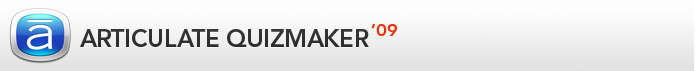 ā ARTICULATE QUIZMAKER ’09